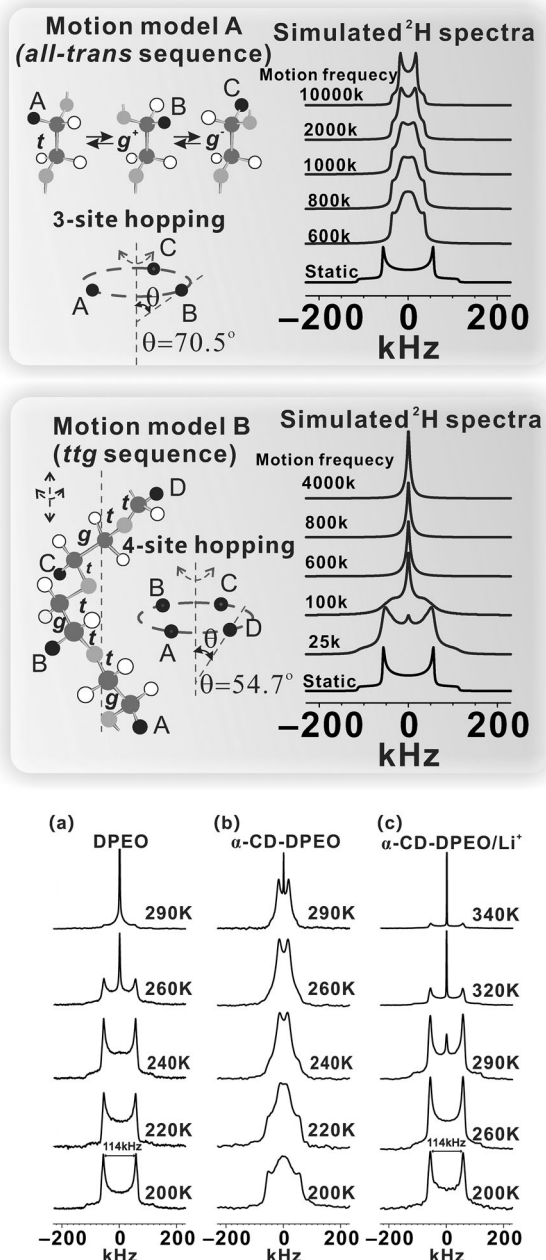 Motion model A
(all-trans sequence)
Simulated ²H spectra
Motion frequecy
10000k
2000k
1000k
800k
600k
Static
A
t
g⁺
B
g⁻
C
3-site hopping
C
A
θ
B
θ=70.5°
−200 0 200
kHz
Motion model B
(ttg sequence)
Simulated ²H spectra
Motion frequecy
4000k
800k
600k
100k
25k
Static
D
t
t
g
C
t
t
g
B
t
t
g
A
4-site hopping
B
C
A
θ
D
θ=54.7°
−200 0 200
kHz
(a)
DPEO
290K
260K
240K
220K
114kHz
200K
-200 0 200
kHz
(b)
α-CD-DPEO
290K
260K
240K
220K
200K
-200 0 200
kHz
(c)
α-CD-DPEO/Li⁺
340K
320K
290K
260K
114kHz
200K
-200 0 200
kHz